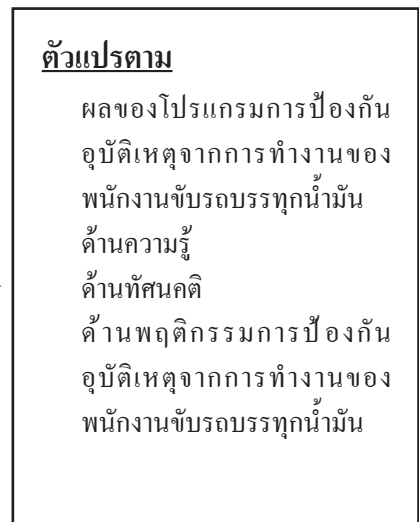 ตัวแปรตาม
ผลของโปรแกรมการป้องกัน
อุบัติเหตุจากการทำงานของ
พนักงานขับรถบรรทุกน้ำมัน
ด้านความรู้
ด้านทัศนคติ
ด้านพฤติกรรมการป้องกัน
อุบัติเหตุจากการทำงานของ
พนักงานขับรถบรรทุกน้ำมัน